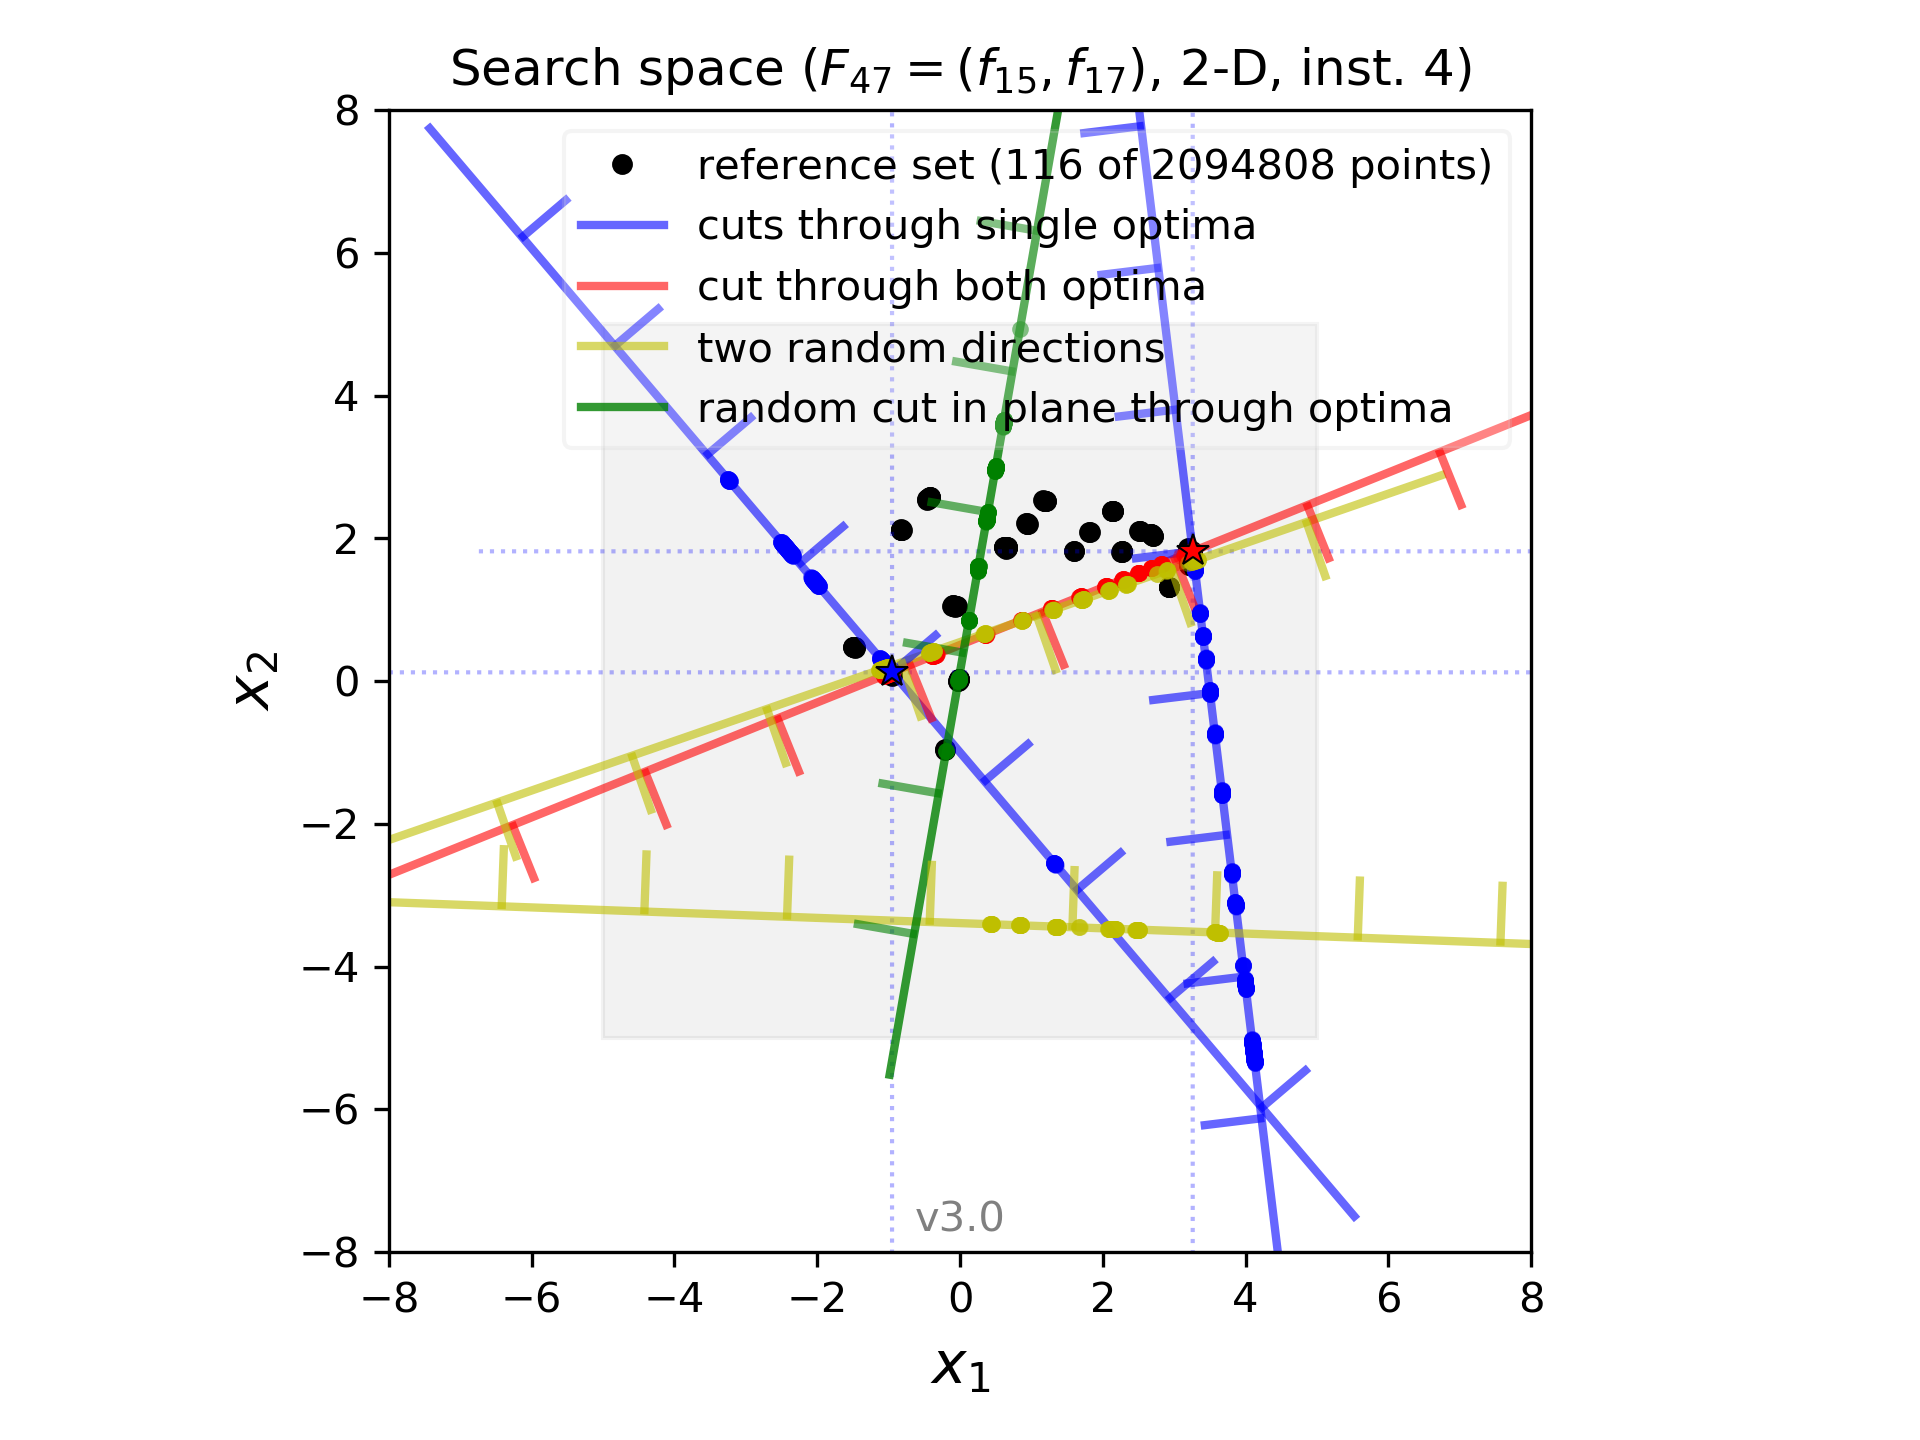 Search space (F₄₇ = (f₁₅, f₁₇), 2-D, inst. 4)
8
6
4
2
0
−2
−4
−6
−8
x₂
reference set (116 of 2094808 points)
cuts through single optima
cut through both optima
two random directions
random cut in plane through optima
v3.0
−8 −6 −4 −2 0 2 4 6 8
x₁